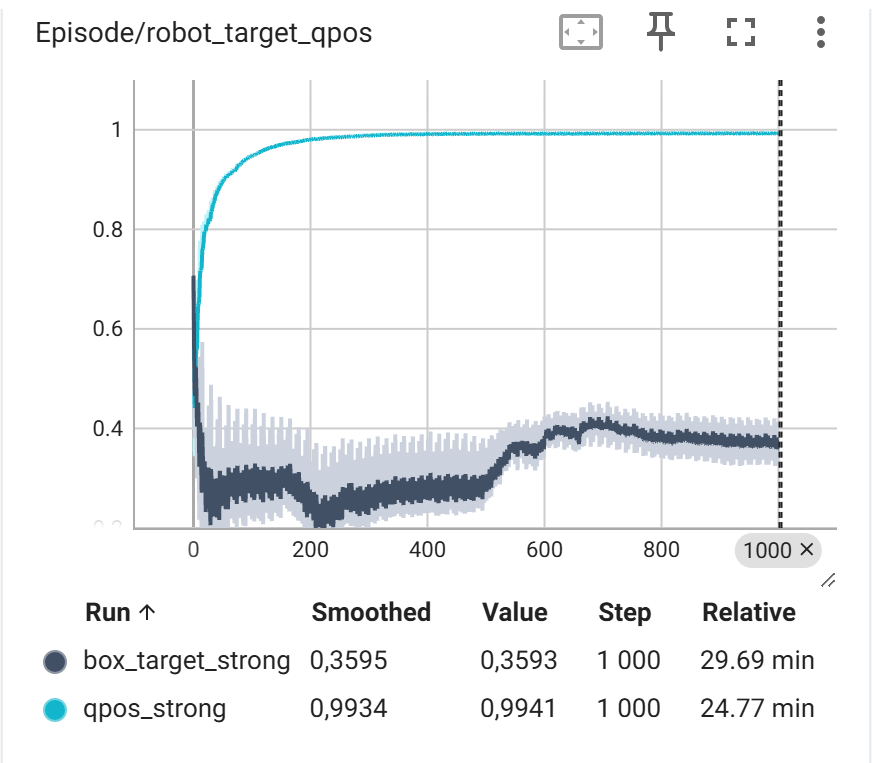 Episode/robot_target_qpos
1
0.8
0.6
0.4
0 200 400 600 800 1000 ×
Run ↑ Smoothed Value Step Relative
box_target_strong 0,3595 0,3593 1 000 29.69 min
qpos_strong 0,9934 0,9941 1 000 24.77 min